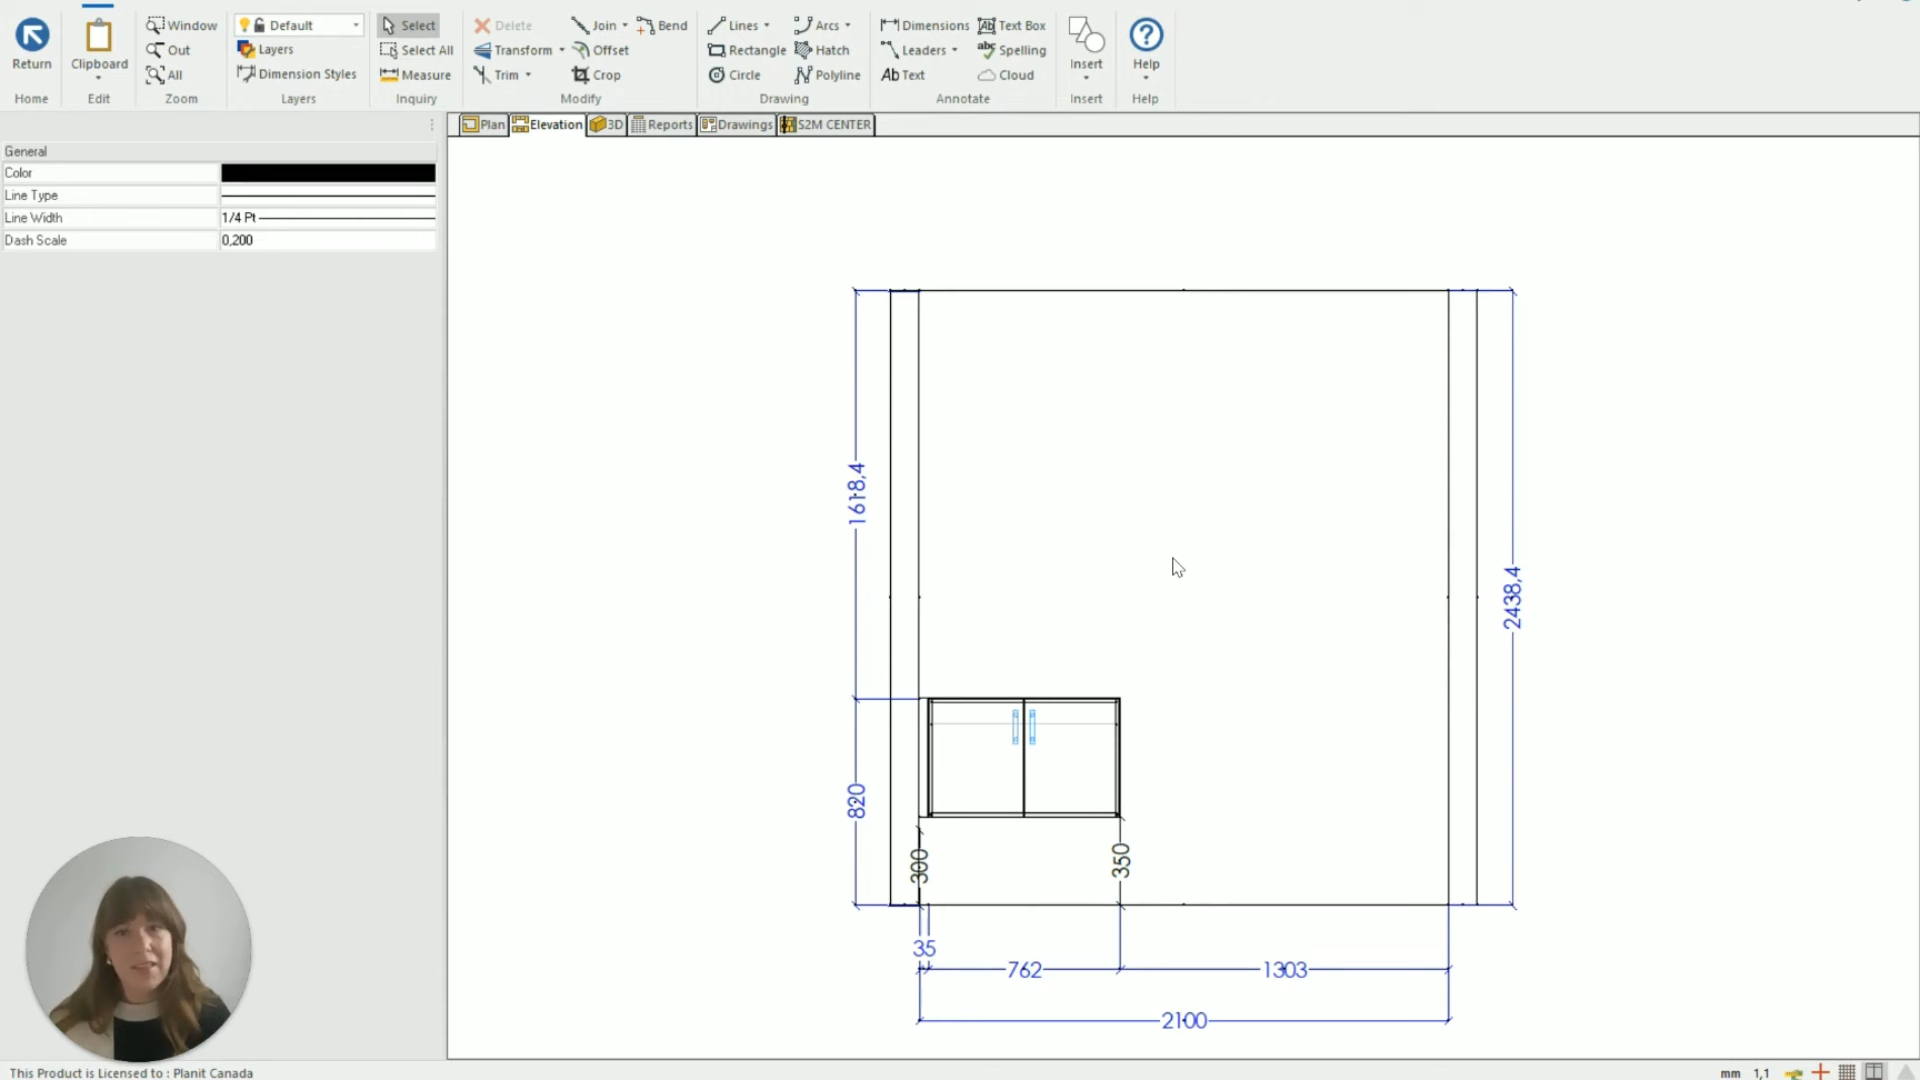 Return
Home
Clipboard
Edit
Window
Out
All
Zoom
Default
Layers
Dimension Styles
Layers
Select
Select All
Measure
Inquiry
Delete
Transform
Trim
Join
Offset
Crop
Bend
Modify
Lines
Rectangle
Circle
Arcs
Hatch
Polyline
Drawing
Dimensions
Leaders
Ab Text
Ab Text Box
abc Spelling
Cloud
Annotate
Insert
Insert
Help
Help
Plan
Elevation
3D
Reports
Drawings
S2M CENTER
General
Color
Line Type
Line Width 1/4 Pt
Dash Scale 0,200
1618,4
2438,4
820
300
350
35
762
1303
2100
This Product is Licensed to : Planit Canada
mm 1,1